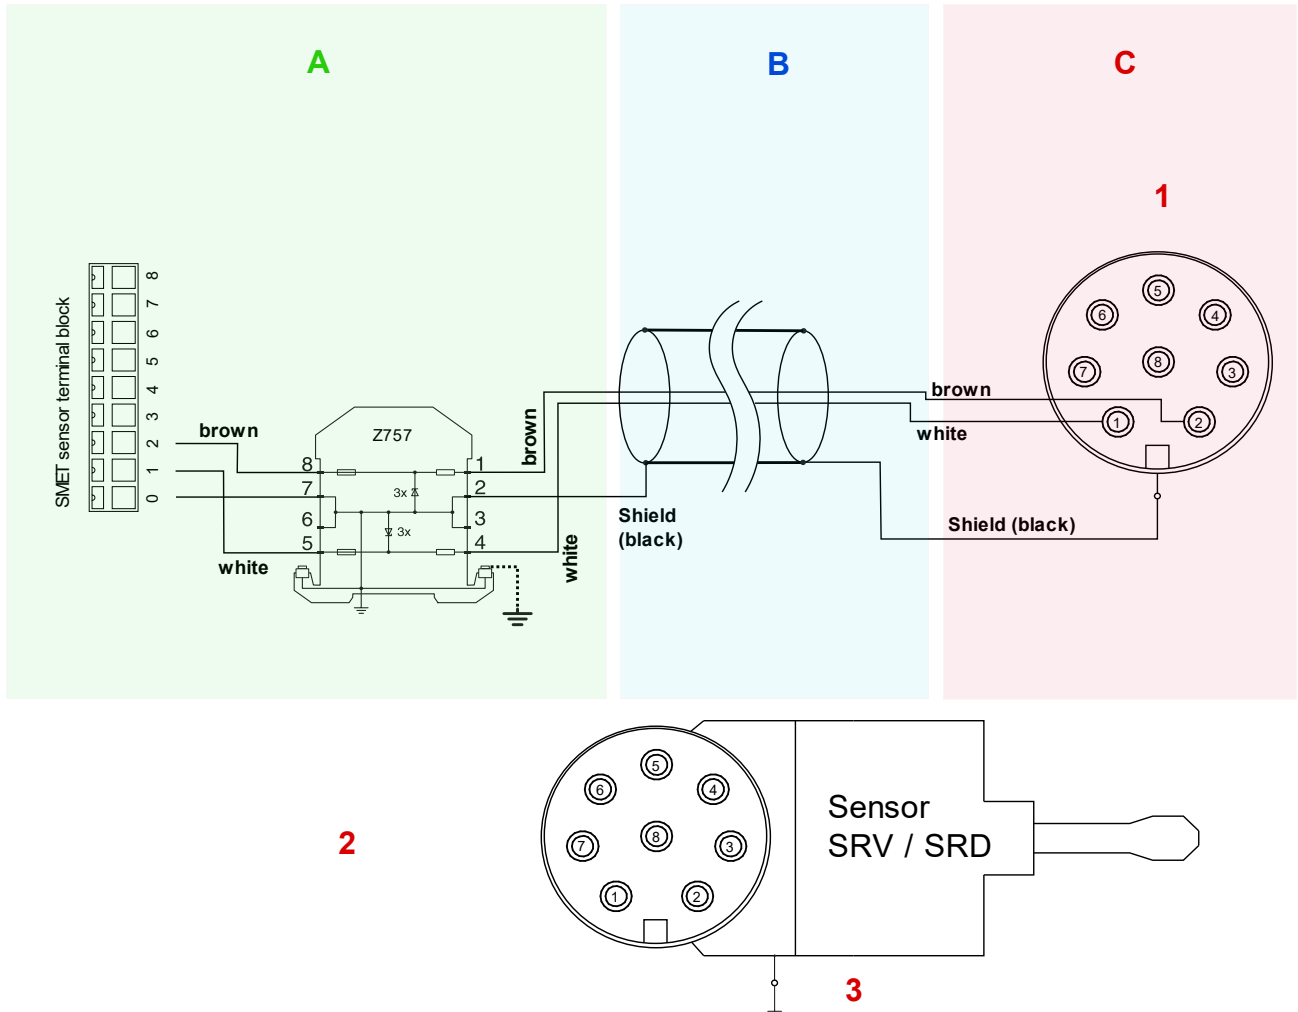 A
B
C
1
SMET sensor terminal block
8
7
6
5
4
3
2
1
0
brown
white
Z757
8
7
6
5
1
2
3
4
3x
3x
brown
white
Shield
(black)
brown
white
Shield (black)
5
6
4
8
7
3
1
2
2
5
6
4
8
7
3
1
2
Sensor
SRV / SRD
3